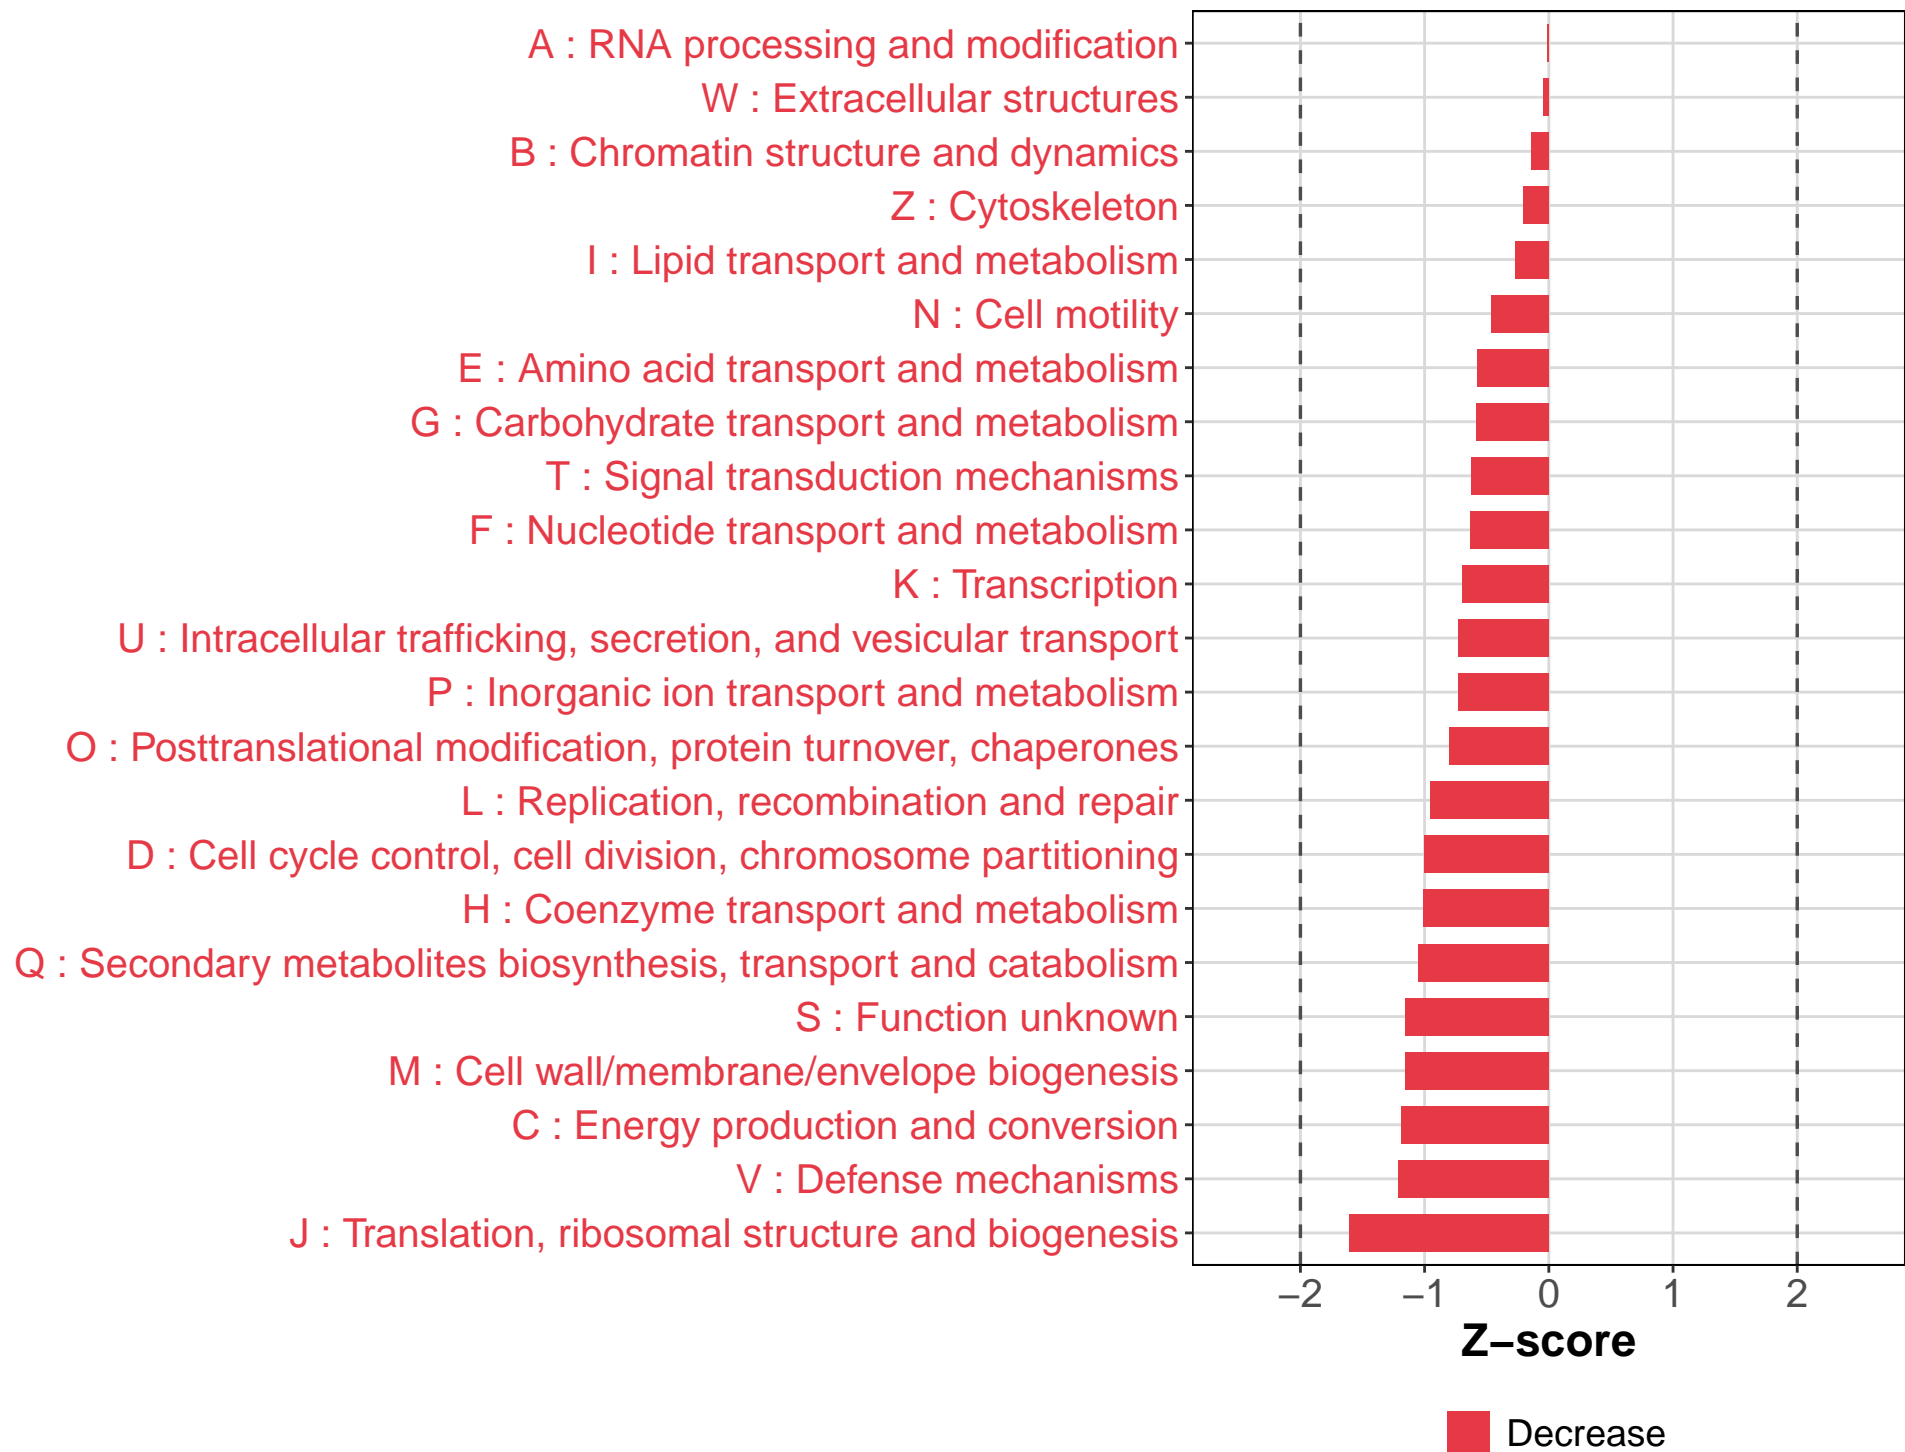 A : RNA processing and modification
W : Extracellular structures
B : Chromatin structure and dynamics
Z : Cytoskeleton
I : Lipid transport and metabolism
N : Cell motility
E : Amino acid transport and metabolism
G : Carbohydrate transport and metabolism
T : Signal transduction mechanisms
F : Nucleotide transport and metabolism
K : Transcription
U : Intracellular trafficking, secretion, and vesicular transport
P : Inorganic ion transport and metabolism
O : Posttranslational modification, protein turnover, chaperones
L : Replication, recombination and repair
D : Cell cycle control, cell division, chromosome partitioning
H : Coenzyme transport and metabolism
Q : Secondary metabolites biosynthesis, transport and catabolism
S : Function unknown
M : Cell wall/membrane/envelope biogenesis
C : Energy production and conversion
V : Defense mechanisms
J : Translation, ribosomal structure and biogenesis
−2 −1 0 1 2
Z−score
Decrease